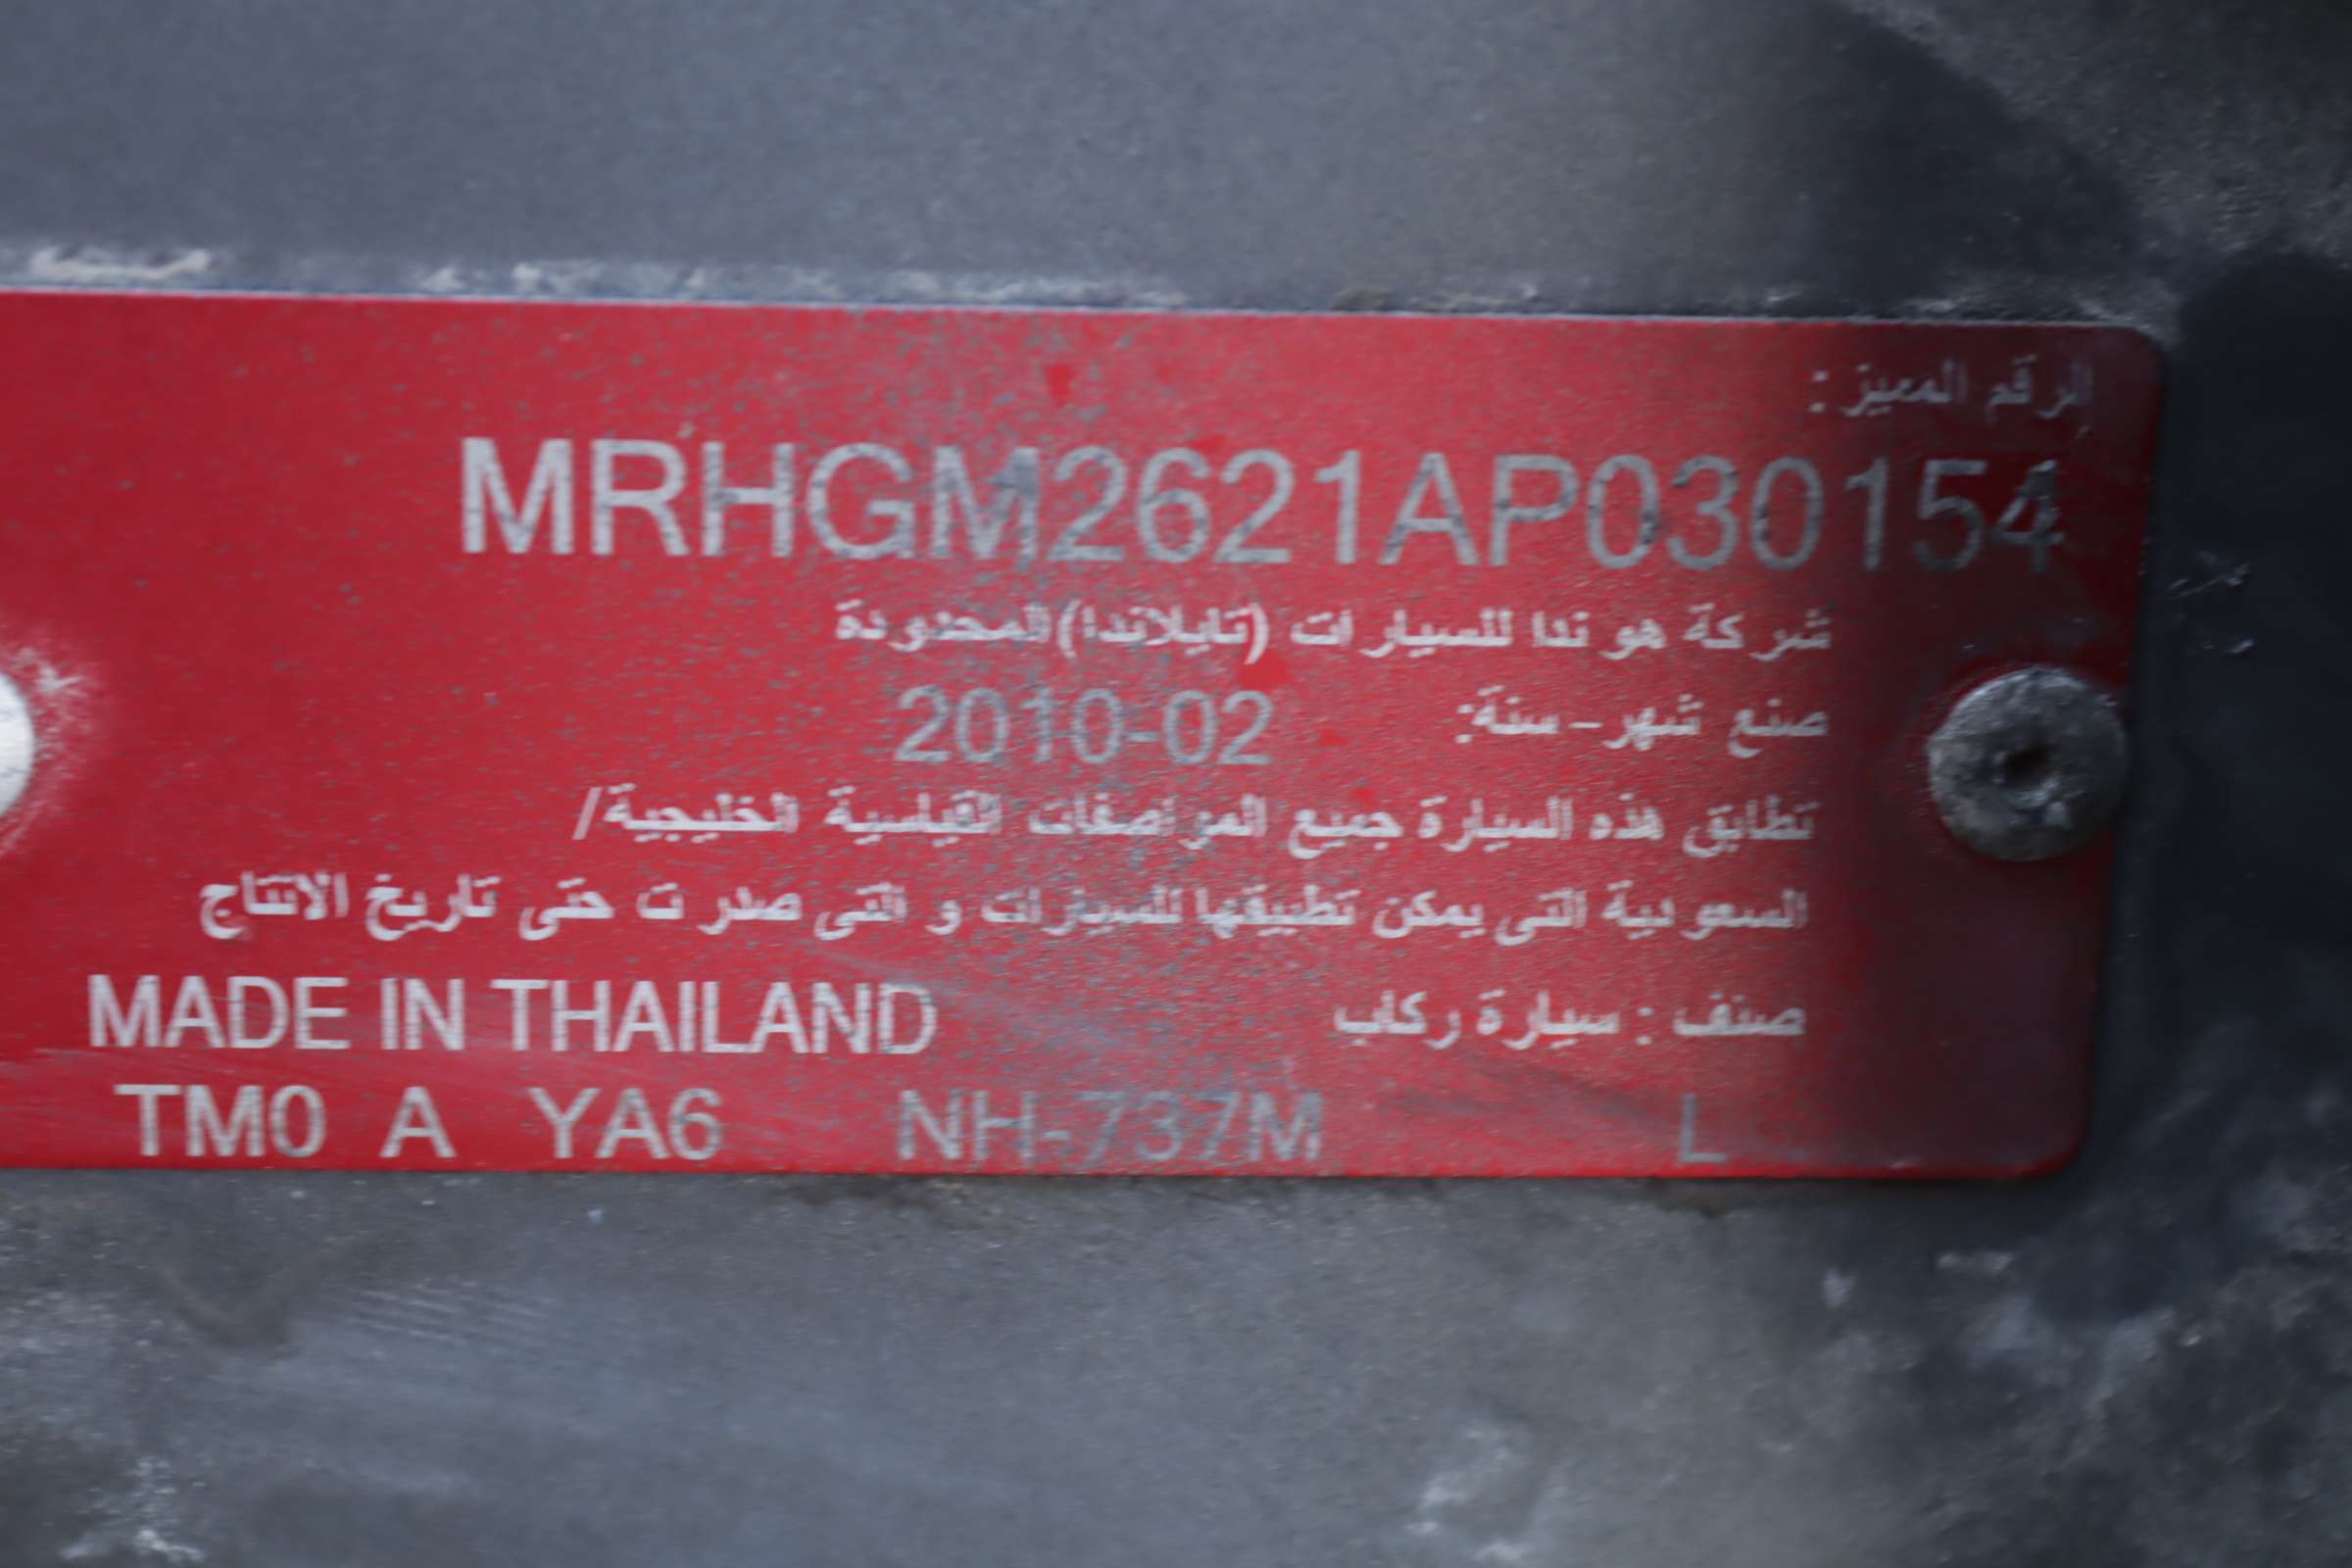 الرقم المميز :
MRHGM2621AP030154
شركة هوندا للسيارات (تايلاندا)المحدودة
صنع شهر-سنة: 2010-02
تطابق هذه السيارة جميع المواصفات القياسية الخليجية/
السعودية التى يمكن تطبيقها للسيارات و التى صدرت حتى تاريخ الانتاج
صنف : سيارة ركاب MADE IN THAILAND
TM0 A YA6 NH-737M L